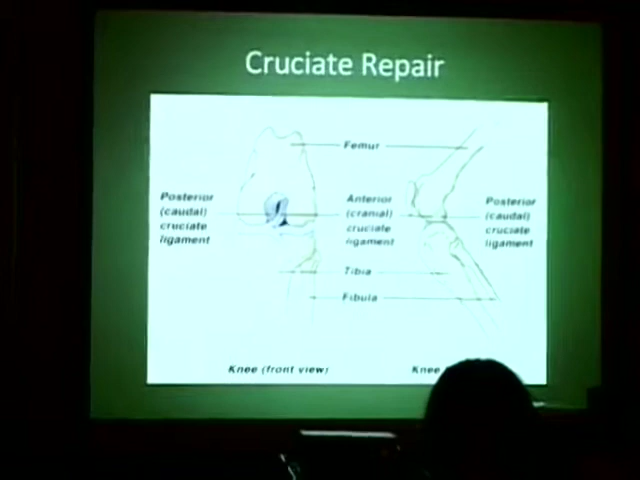 Cruciate Repair
Femur
Posterior
(caudal)
cruciate
ligament
Anterior
(cranial)
cruciate
ligament
Posterior
(caudal)
cruciate
ligament
Tibia
Fibula
Knee (front view)
Knee